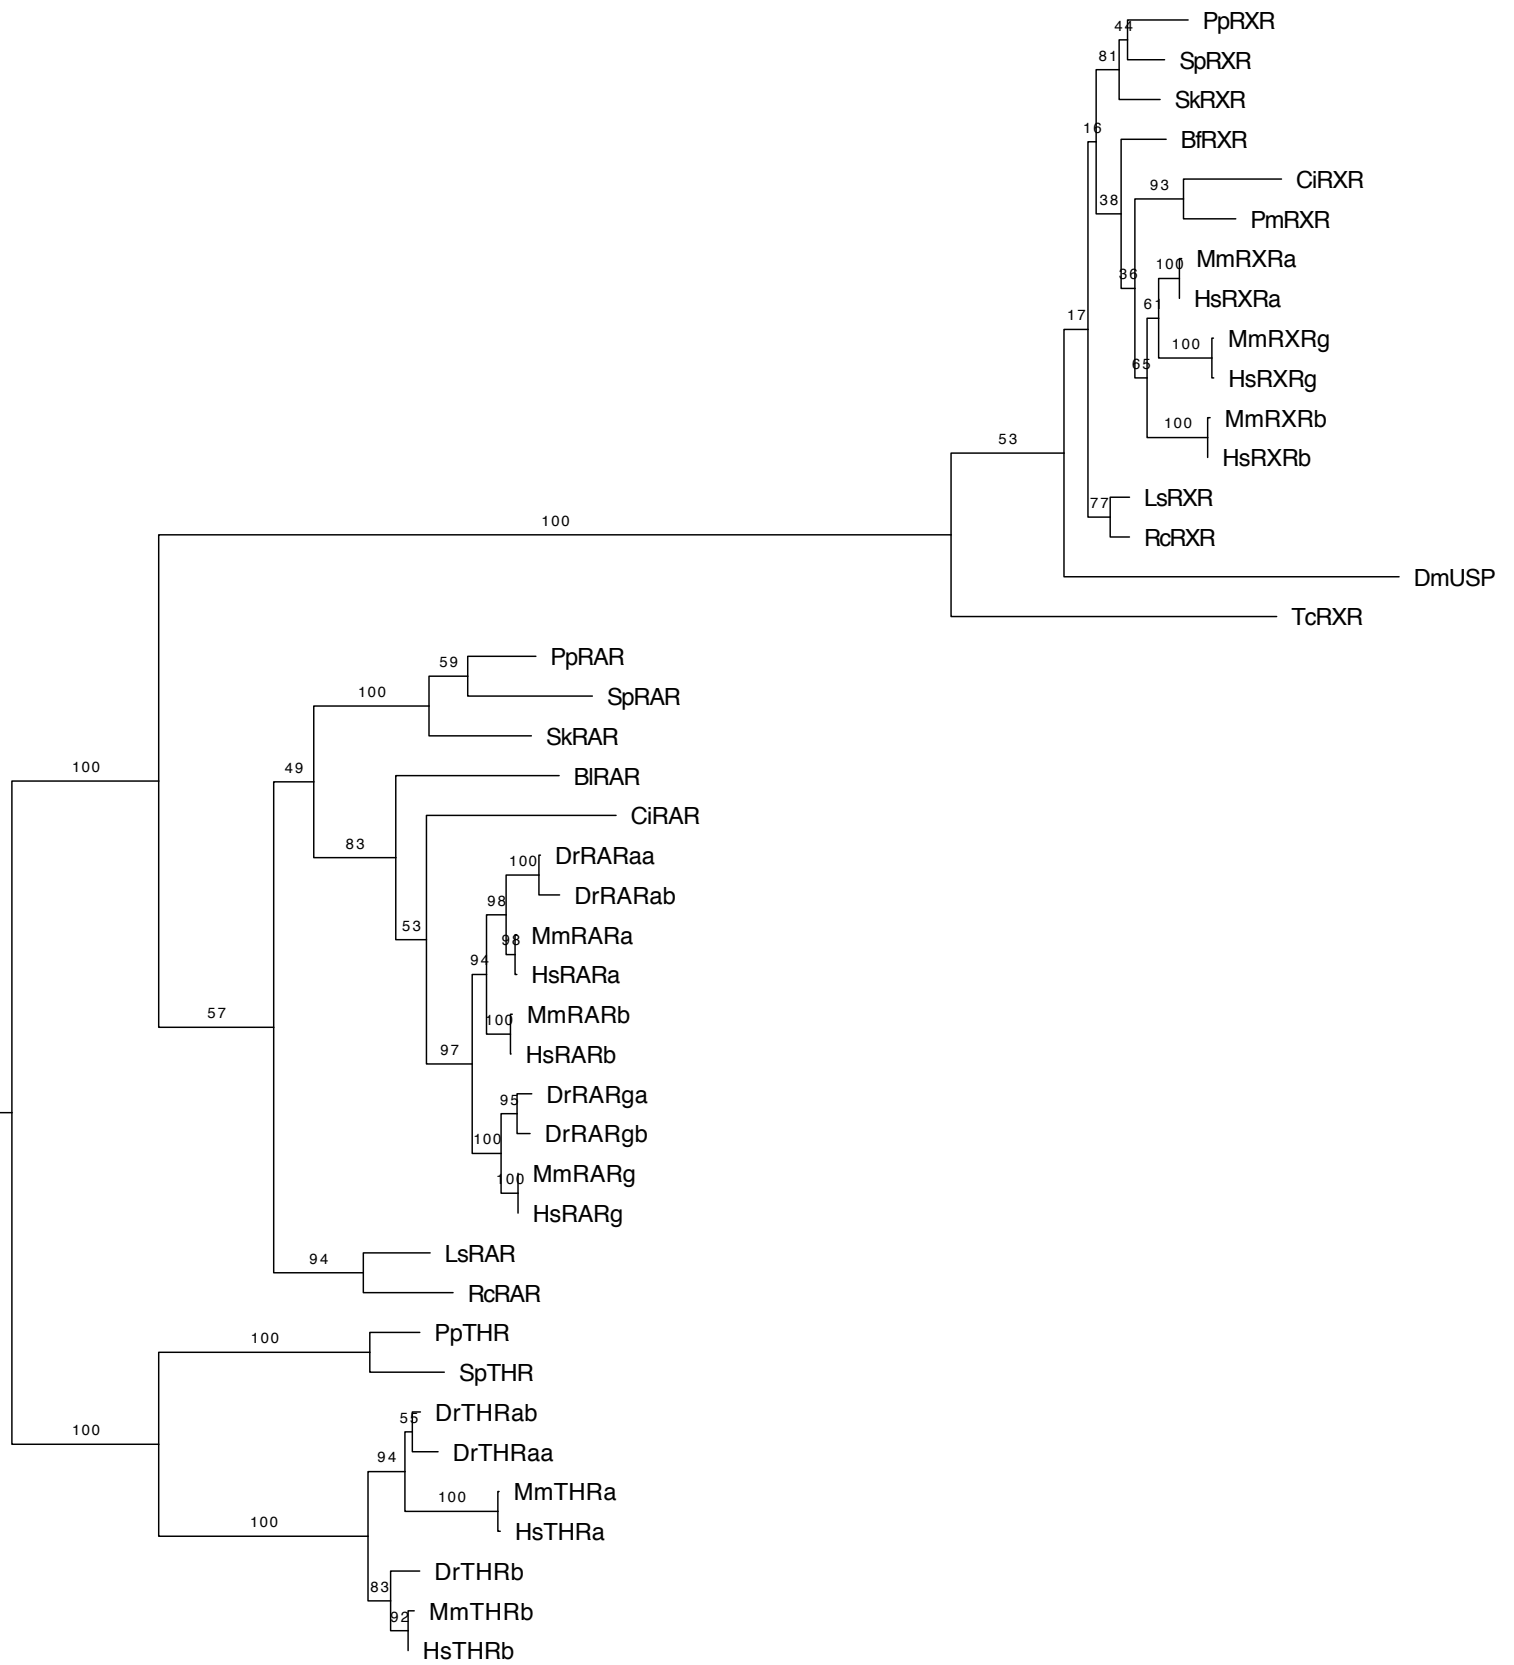 44
PpRXR
81
SpRXR
SkRXR
16
BfRXR
93
CiRXR
38
PmRXR
MmRXRa
100
36
HsRXRa
61
17
MmRXRg
100
65
HsRXRg
MmRXRb
100
53
HsRXRb
LsRXR
77
RcRXR
100
DmUSP
TcRXR
59
PpRAR
100
SpRAR
SkRAR
100
49
BlRAR
CiRAR
83
DrRARaa
100
DrRARab
98
53
MmRARa
98
94
HsRARa
57
MmRARb
100
97
HsRARb
DrRARga
95
DrRARgb
100
MmRARg
100
HsRARg
94
LsRAR
RcRAR
100
PpTHR
SpTHR
55
DrTHRab
100
94
DrTHRaa
100
MmTHRa
100
HsTHRa
83
DrTHRb
92
MmTHRb
HsTHRb